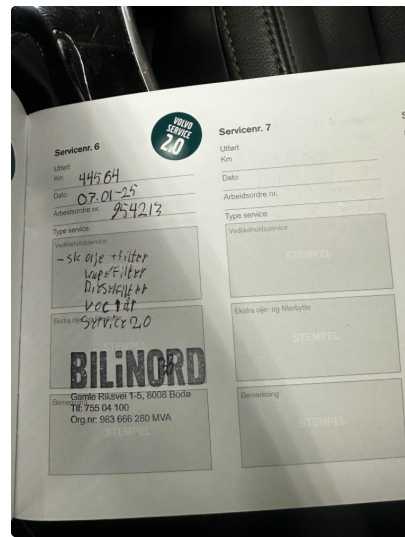 VOLVO
SERVICE
2.0
Servicenr. 6
Utført
Km 44564
Dato 07.01-25
Arbeidsordre nr. 954213
Type service
Vedlikeholdsservice
- sk olje + filter
kupefilter
Dieselfilter
voc 1 år
Service 2.0
Ekstra olje- og filterbytte
STEMPEL
BILiNORD
Gamle Riksvei 1-5, 8008 Bodø
Tlf: 755 04 100
Org.nr: 983 666 280 MVA
STEMPEL
Servicenr. 7
Utført
Km
Dato
Arbeidsordre nr.
Type service
Vedlikeholdsservice
STEMPEL
Ekstra olje- og filterbytte
STEMPEL
Bemerkning
STEMPEL